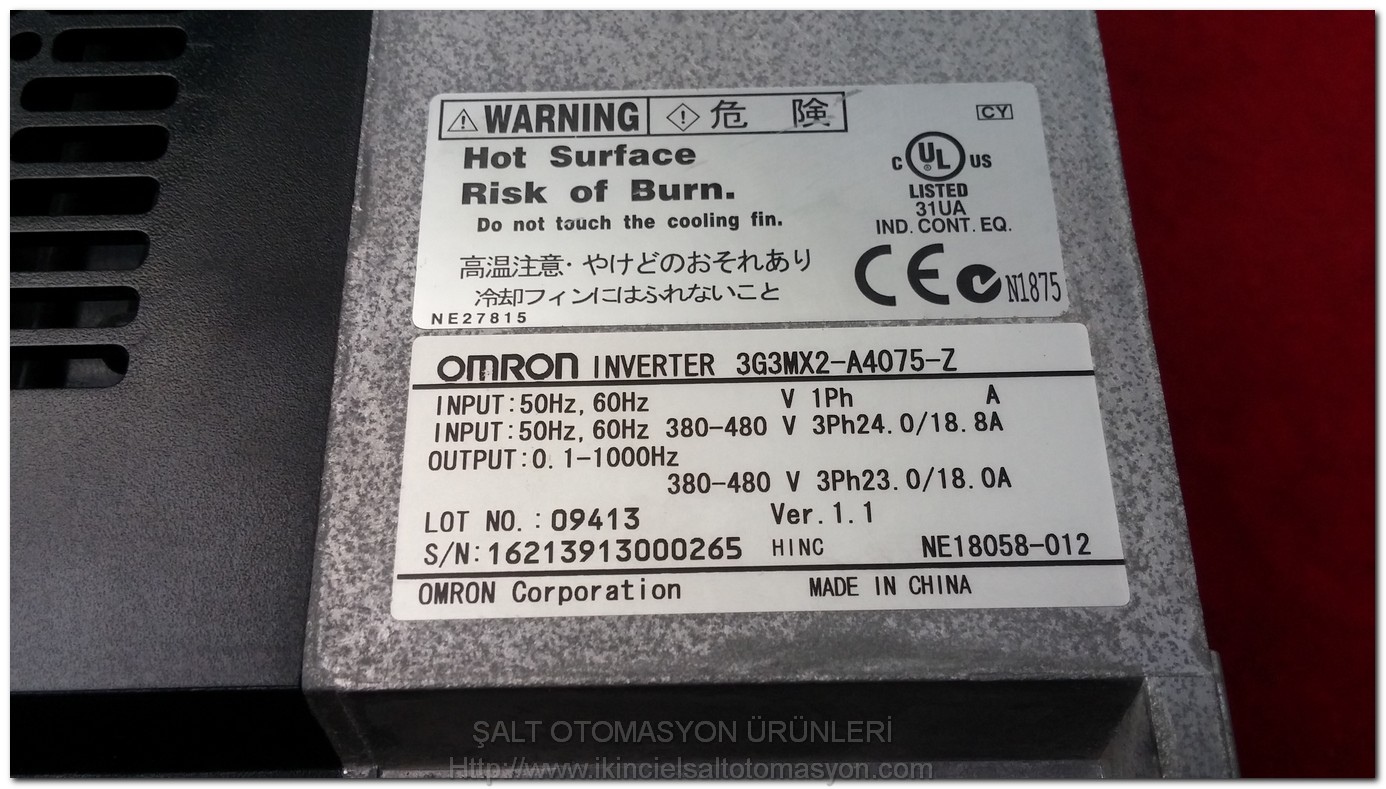 WARNING 危 険
CY
Hot Surface
Risk of Burn.
Do not touch the cooling fin.
高温注意・やけどのおそれあり
冷却フィンにはふれないこと
NE27815
C UL US
LISTED
31UA
IND. CONT. EQ.
CE N1875
OMRON INVERTER 3G3MX2-A4075-Z
INPUT:50Hz, 60Hz V 1Ph A
INPUT:50Hz, 60Hz 380-480 V 3Ph24.0/18.8A
OUTPUT:0.1-1000Hz
380-480 V 3Ph23.0/18.0A
LOT NO.:09413 Ver.1.1
S/N:16213913000265 HINC NE18058-012
OMRON Corporation MADE IN CHINA
ŞALT OTOMASYON ÜRÜNLERİ
Http://www.ikincielsaltotomasyon.com